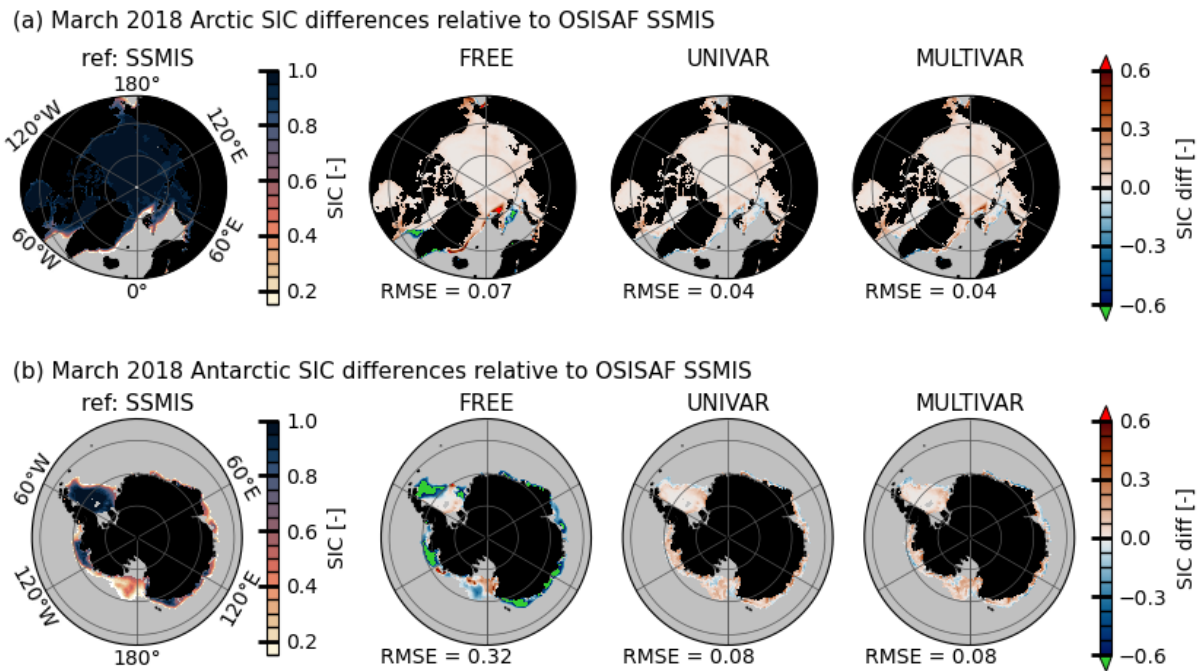 (a) March 2018 Arctic SIC differences relative to OSISAF SSMIS
ref: SSMIS
FREE
UNIVAR
MULTIVAR
180°
120°W
120°E
60°W
60°E
0°
1.0
0.8
0.6
0.4
0.2
SIC [-]
RMSE = 0.07
RMSE = 0.04
RMSE = 0.04
0.6
0.3
0.0
−0.3
−0.6
SIC diff [-]
(b) March 2018 Antarctic SIC differences relative to OSISAF SSMIS
ref: SSMIS
FREE
UNIVAR
MULTIVAR
60°W
60°E
120°W
120°E
180°
1.0
0.8
0.6
0.4
0.2
SIC [-]
RMSE = 0.32
RMSE = 0.08
RMSE = 0.08
0.6
0.3
0.0
−0.3
−0.6
SIC diff [-]